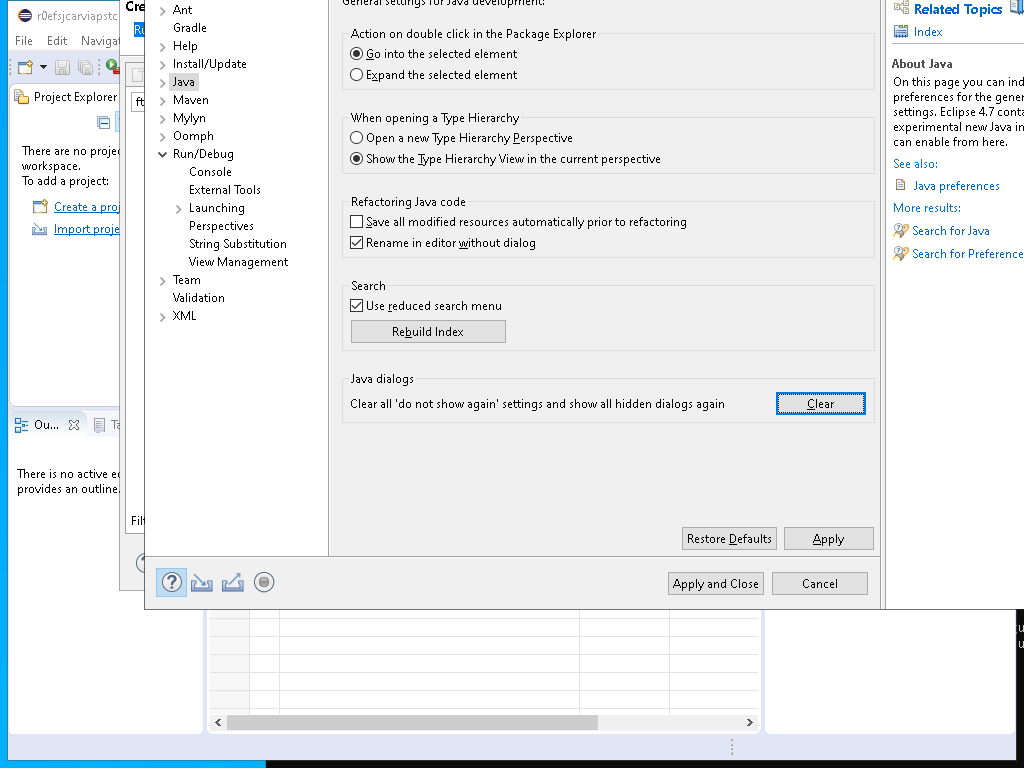 r0efsjcarviapstc
File Edit Navigat
Project Explorer
There are no proje
workspace.
To add a project:
Create a proj
Import proje
Ou...
Ta
There is no active ed
provides an outline.
Cre
Ru
ft
Filt
Ant
Gradle
Help
Install/Update
Java
Maven
Mylyn
Oomph
Run/Debug
Console
External Tools
Launching
Perspectives
String Substitution
View Management
Team
Validation
XML
General settings for Java development:
Action on double click in the Package Explorer
Go into the selected element
Expand the selected element
When opening a Type Hierarchy
Open a new Type Hierarchy Perspective
Show the Type Hierarchy View in the current perspective
Refactoring Java code
Save all modified resources automatically prior to refactoring
Rename in editor without dialog
Search
Use reduced search menu
Rebuild Index
Java dialogs
Clear all 'do not show again' settings and show all hidden dialogs again
Clear
Restore Defaults
Apply
Apply and Close
Cancel
Related Topics
Index
About Java
On this page you can ind
preferences for the gener
settings. Eclipse 4.7 conta
experimental new Java in
can enable from here.
See also:
Java preferences
More results:
Search for Java
Search for Preference